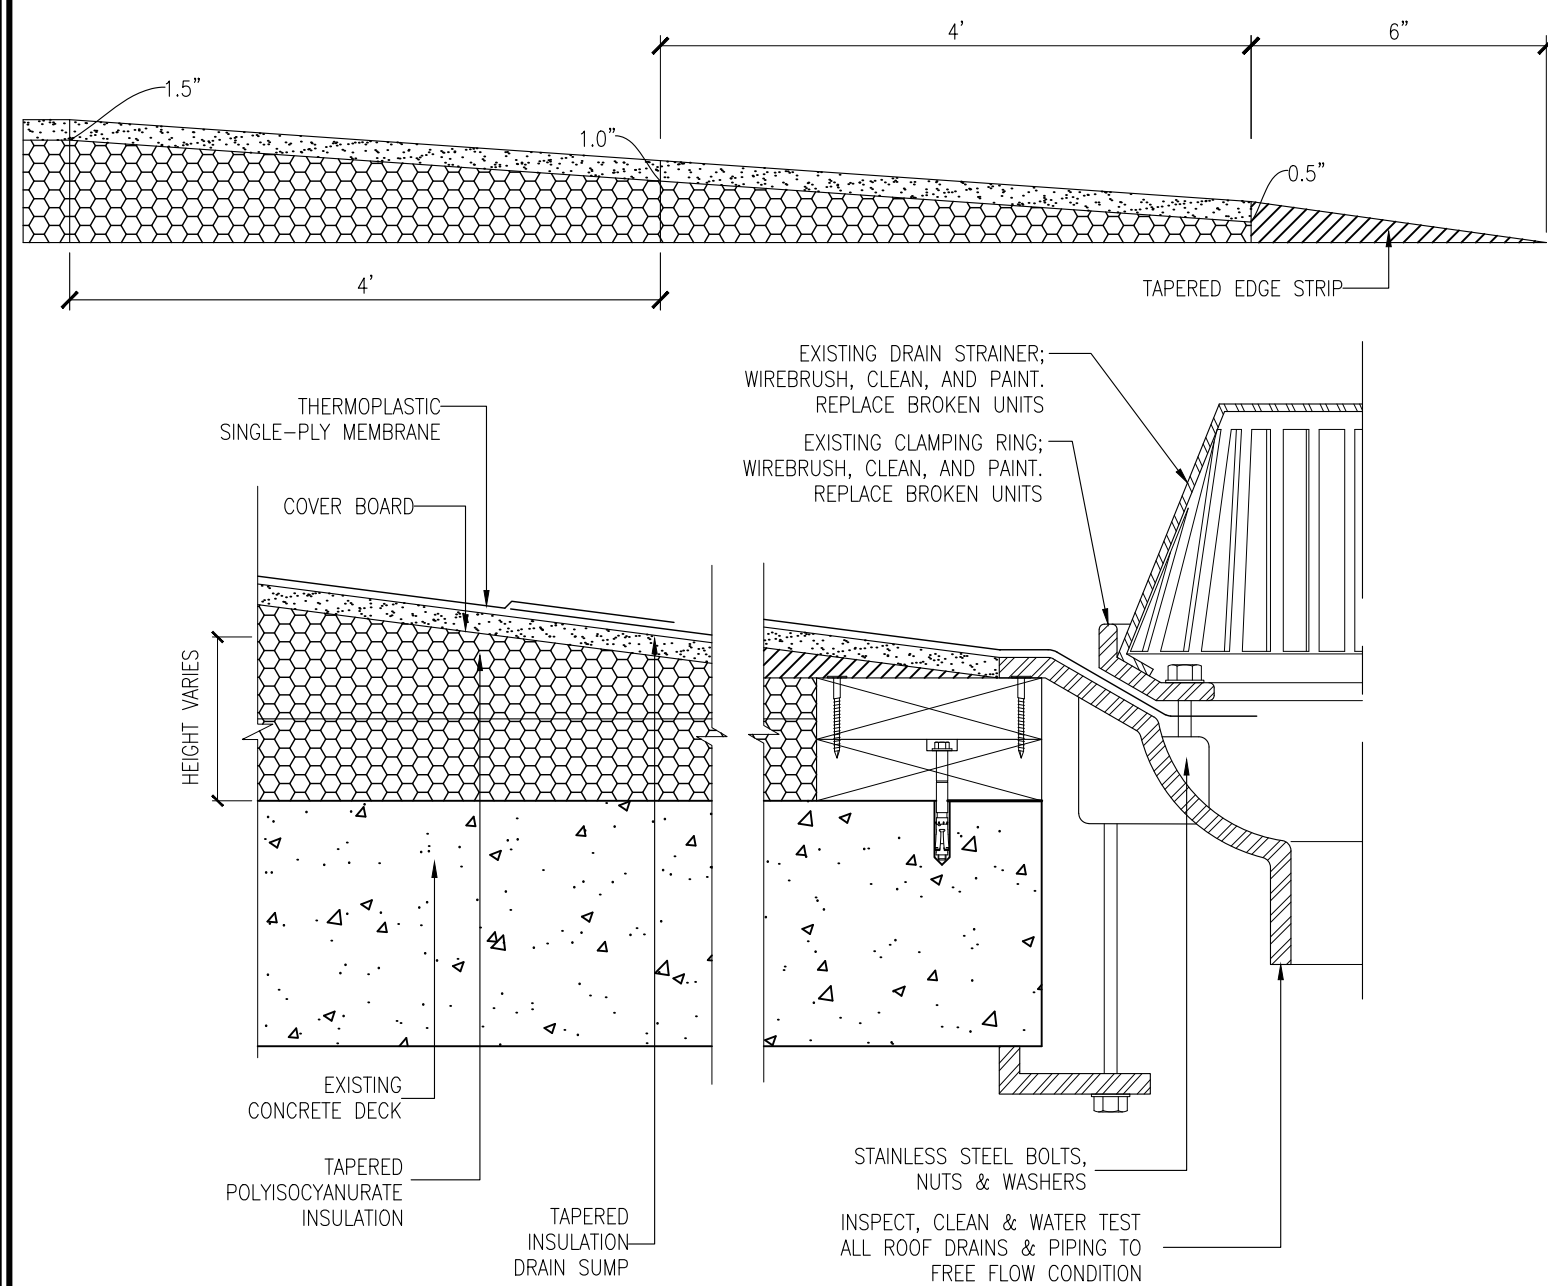 4'
6"
1.5"
1.0"
0.5"
4'
TAPERED EDGE STRIP
EXISTING DRAIN STRAINER;
WIREBRUSH, CLEAN, AND PAINT.
REPLACE BROKEN UNITS
THERMOPLASTIC
SINGLE-PLY MEMBRANE
EXISTING CLAMPING RING;
WIREBRUSH, CLEAN, AND PAINT.
REPLACE BROKEN UNITS
COVER BOARD
HEIGHT VARIES
EXISTING
CONCRETE DECK
TAPERED
POLYISOCYANURATE
INSULATION
TAPERED
INSULATION
DRAIN SUMP
STAINLESS STEEL BOLTS,
NUTS & WASHERS
INSPECT, CLEAN & WATER TEST
ALL ROOF DRAINS & PIPING TO
FREE FLOW CONDITION